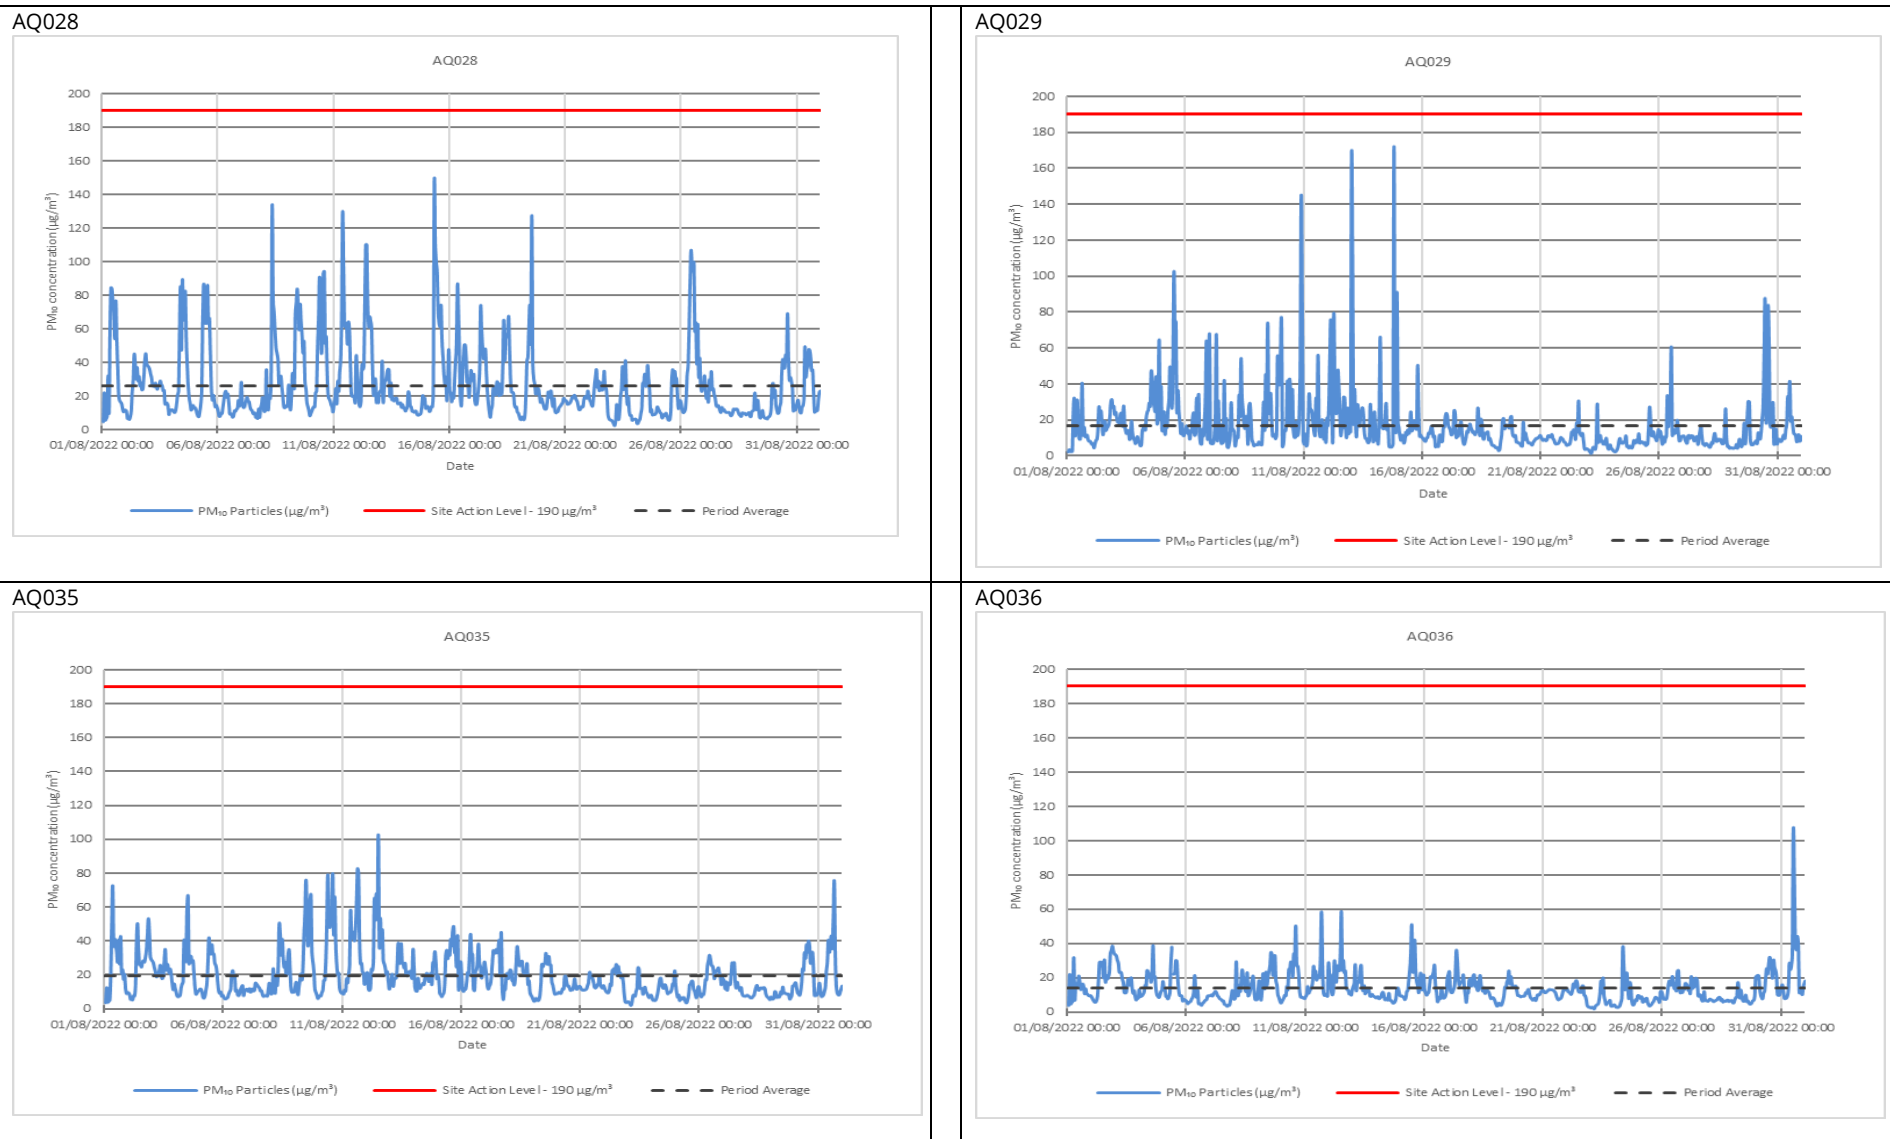 AQ028
AQ028
200
180
160
140
120
100
80
60
40
20
0
PM₁₀ concentration (µg/m³)
01/08/2022 00:00 06/08/2022 00:00 11/08/2022 00:00 16/08/2022 00:00 21/08/2022 00:00 26/08/2022 00:00 31/08/2022 00:00
Date
PM₁₀ Particles (µg/m³) Site Action Level - 190 µg/m³ Period Average
AQ029
AQ029
200
180
160
140
120
100
80
60
40
20
0
PM₁₀ concentration (µg/m³)
01/08/2022 00:00 06/08/2022 00:00 11/08/2022 00:00 16/08/2022 00:00 21/08/2022 00:00 26/08/2022 00:00 31/08/2022 00:00
Date
PM₁₀ Particles (µg/m³) Site Action Level - 190 µg/m³ Period Average
AQ035
AQ035
200
180
160
140
120
100
80
60
40
20
0
PM₁₀ concentration (µg/m³)
01/08/2022 00:00 06/08/2022 00:00 11/08/2022 00:00 16/08/2022 00:00 21/08/2022 00:00 26/08/2022 00:00 31/08/2022 00:00
Date
PM₁₀ Particles (µg/m³) Site Action Level - 190 µg/m³ Period Average
AQ036
AQ036
200
180
160
140
120
100
80
60
40
20
0
PM₁₀ concentration (µg/m³)
01/08/2022 00:00 06/08/2022 00:00 11/08/2022 00:00 16/08/2022 00:00 21/08/2022 00:00 26/08/2022 00:00 31/08/2022 00:00
Date
PM₁₀ Particles (µg/m³) Site Action Level - 190 µg/m³ Period Average